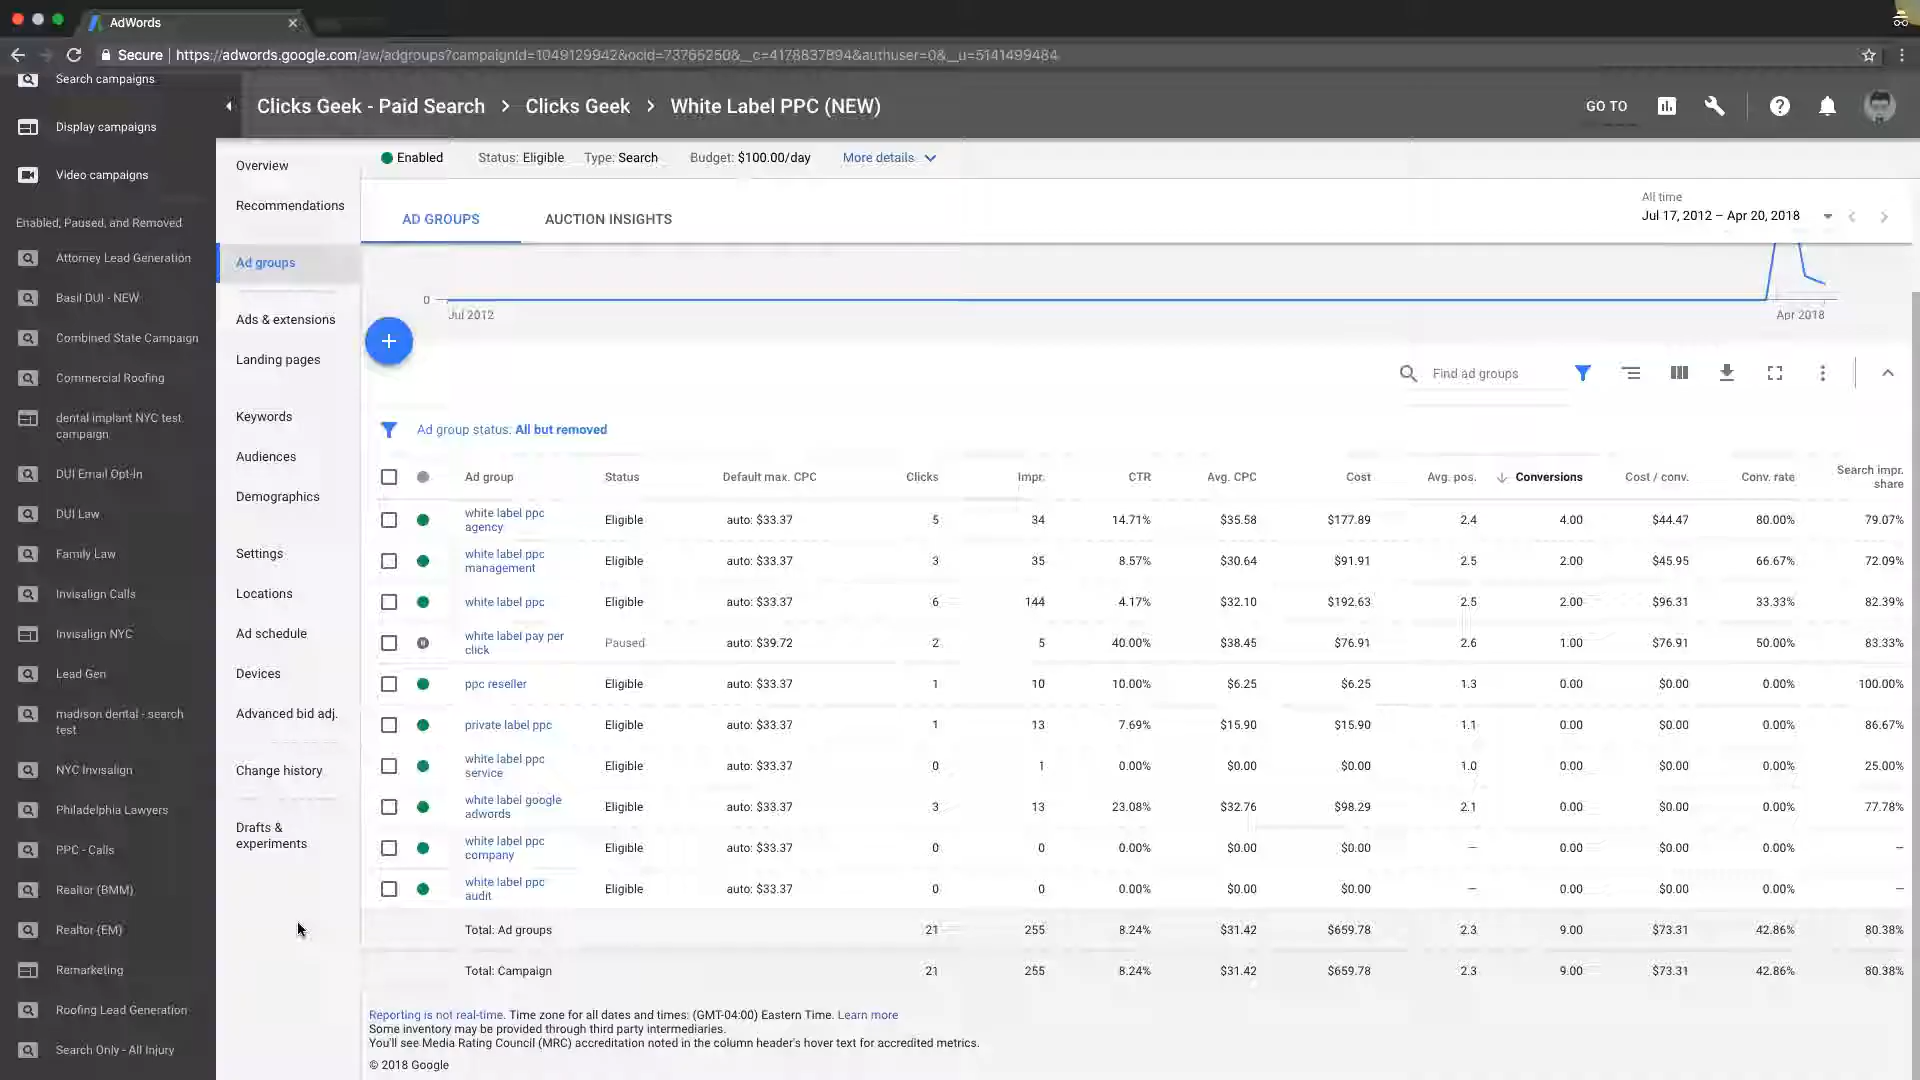 AdWords
Secure https://adwords.google.com/aw/adgroups?campaignId=1049129942&ocid=73765250&__c=4178837894&authuser=0&__u=5141499484
Clicks Geek - Paid Search > Clicks Geek > White Label PPC (NEW)
GO TO
Search campaigns
Display campaigns
Video campaigns
Enabled, Paused, and Removed
Attorney Lead Generation
Basil DUI - NEW
Combined State Campaign
Commercial Roofing
dental implant NYC test
campaign
DUI Email Opt-In
DUI Law
Family Law
Invisalign Calls
Invisalign NYC
Lead Gen
madison dental - search
test
NYC Invisalign
Philadelphia Lawyers
PPC - Calls
Realtor (BMM)
Realtor (EM)
Remarketing
Roofing Lead Generation
Search Only - All Injury
Overview
Recommendations
Ad groups
Ads & extensions
Landing pages
Keywords
Audiences
Demographics
Settings
Locations
Ad schedule
Devices
Advanced bid adj.
Change history
Drafts &
experiments
Enabled Status: Eligible Type: Search Budget: $100.00/day More details
AD GROUPS AUCTION INSIGHTS
All time
Jul 17, 2012 – Apr 20, 2018
0
Jul 2012 Apr 2018
Find ad groups
Ad group status: All but removed
Ad group Status Default max. CPC Clicks Impr. CTR Avg. CPC Cost Avg. pos. Conversions Cost / conv. Conv. rate Search impr. share
white label ppc agency Eligible auto: $33.37 5 34 14.71% $35.58 $177.89 2.4 4.00 $44.47 80.00% 79.07%
white label ppc management Eligible auto: $33.37 3 35 8.57% $30.64 $91.91 2.5 2.00 $45.95 66.67% 72.09%
white label ppc Eligible auto: $33.37 6 144 4.17% $32.10 $192.63 2.5 2.00 $96.31 33.33% 82.39%
white label pay per click Paused auto: $39.72 2 5 40.00% $38.45 $76.91 2.6 1.00 $76.91 50.00% 83.33%
ppc reseller Eligible auto: $33.37 1 10 10.00% $6.25 $6.25 1.3 0.00 $0.00 0.00% 100.00%
private label ppc Eligible auto: $33.37 1 13 7.69% $15.90 $15.90 1.1 0.00 $0.00 0.00% 86.67%
white label ppc service Eligible auto: $33.37 0 1 0.00% $0.00 $0.00 1.0 0.00 $0.00 0.00% 25.00%
white label google adwords Eligible auto: $33.37 3 13 23.08% $32.76 $98.29 2.1 0.00 $0.00 0.00% 77.78%
white label ppc company Eligible auto: $33.37 0 0 0.00% $0.00 $0.00 — 0.00 $0.00 0.00% —
white label ppc audit Eligible auto: $33.37 0 0 0.00% $0.00 $0.00 — 0.00 $0.00 0.00% —
Total: Ad groups 21 255 8.24% $31.42 $659.78 2.3 9.00 $73.31 42.86% 80.38%
Total: Campaign 21 255 8.24% $31.42 $659.78 2.3 9.00 $73.31 42.86% 80.38%
Reporting is not real-time. Time zone for all dates and times: (GMT-04:00) Eastern Time. Learn more
Some inventory may be provided through third party intermediaries.
You'll see Media Rating Council (MRC) accreditation noted in the column header's hover text for accredited metrics.
© 2018 Google